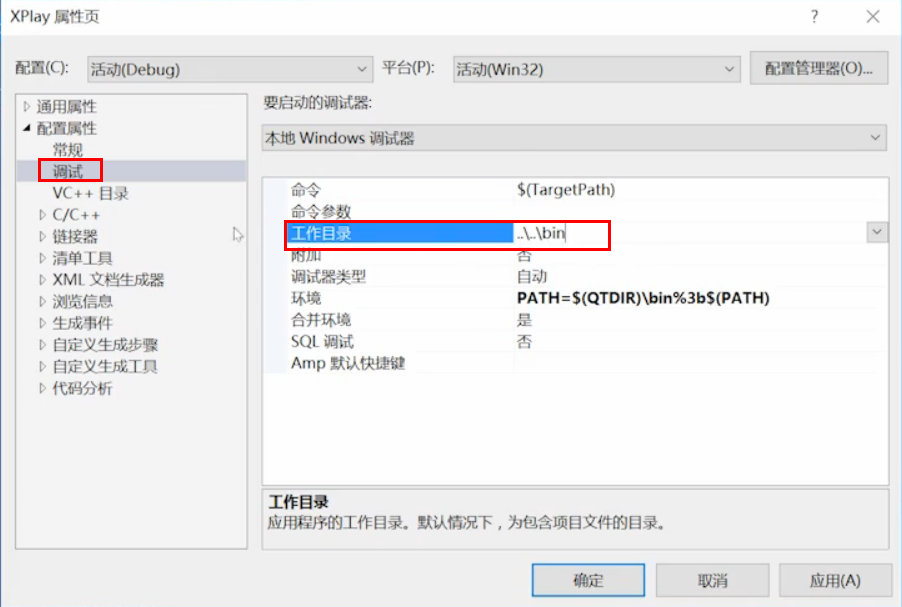 XPlay 属性页
配置(C): 活动(Debug) 平台(P): 活动(Win32) 配置管理器(O)...
通用属性
配置属性
常规
调试
VC++ 目录
C/C++
链接器
清单工具
XML 文档生成器
浏览信息
生成事件
自定义生成步骤
自定义生成工具
代码分析
要启动的调试器:
本地 Windows 调试器
命令 $(TargetPath)
命令参数
工作目录 ..\..\bin
附加 否
调试器类型 自动
环境 PATH=$(QTDIR)\bin%3b$(PATH)
合并环境 是
SQL 调试 否
Amp 默认快捷键
工作目录
应用程序的工作目录。默认情况下，为包含项目文件的目录。
确定 取消 应用(A)